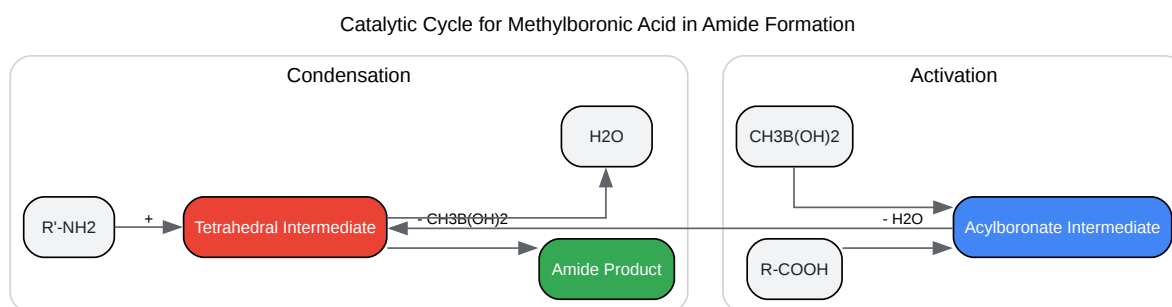 Catalytic Cycle for Methylboronic Acid in Amide Formation
Condensation
Activation
H2O
CH3B(OH)2
R'-NH2
+
Tetrahedral Intermediate
- CH3B(OH)2
- H2O
Acylboronate Intermediate
Amide Product
R-COOH